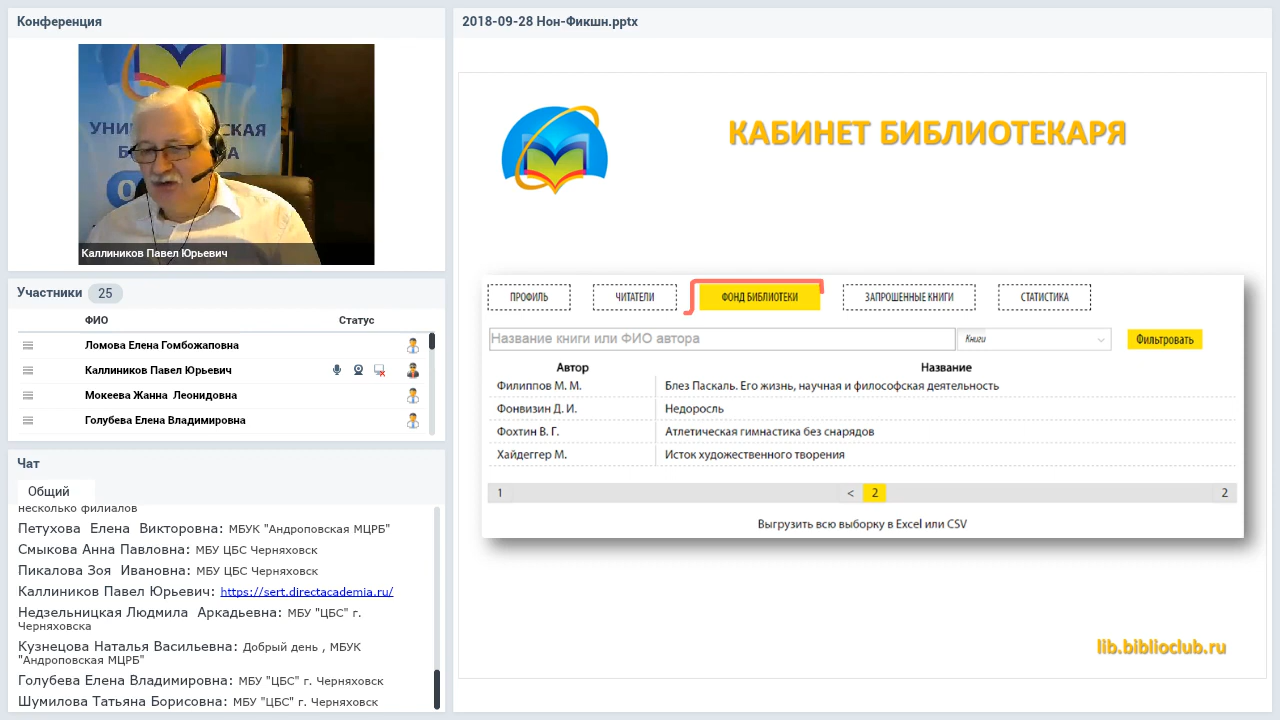 Конференция
УНИ
СКАЯ
Каллиников Павел Юрьевич
Участники 25
ФИО Статус
Ломова Елена Гомбожаповна
Каллиников Павел Юрьевич
Мокеева Жанна Леонидовна
Голубева Елена Владимировна
Чат
Общий
несколько филиалов
Петухова Елена Викторовна: МБУК "Андроповская МЦРБ"
Смыкова Анна Павловна: МБУ ЦБС Черняховск
Пикалова Зоя Ивановна: МБУ ЦБС Черняховск
Каллиников Павел Юрьевич: https://sert.directacademia.ru/
Недзельницкая Людмила Аркадьевна: МБУ "ЦБС" г.
Черняховска
Кузнецова Наталья Васильевна: Добрый день , МБУК
"Андроповская МЦРБ"
Голубева Елена Владимировна: МБУ "ЦБС" г. Черняховск
Шумилова Татьяна Борисовна: МБУ "ЦБС" г. Черняховск
2018-09-28 Нон-Фикшн.pptx
КАБИНЕТ БИБЛИОТЕКАРЯ
ПРОФИЛЬ ЧИТАТЕЛИ ФОНД БИБЛИОТЕКИ ЗАПРОШЕННЫЕ КНИГИ СТАТИСТИКА
Название книги или ФИО автора Книги Фильтровать
Автор Название
Филиппов М. М. Блез Паскаль. Его жизнь, научная и философская деятельность
Фонвизин Д. И. Недоросль
Фохтин В. Г. Атлетическая гимнастика без снарядов
Хайдеггер М. Исток художественного творения
1 < 2 2
Выгрузить всю выборку в Excel или CSV
lib.biblioclub.ru